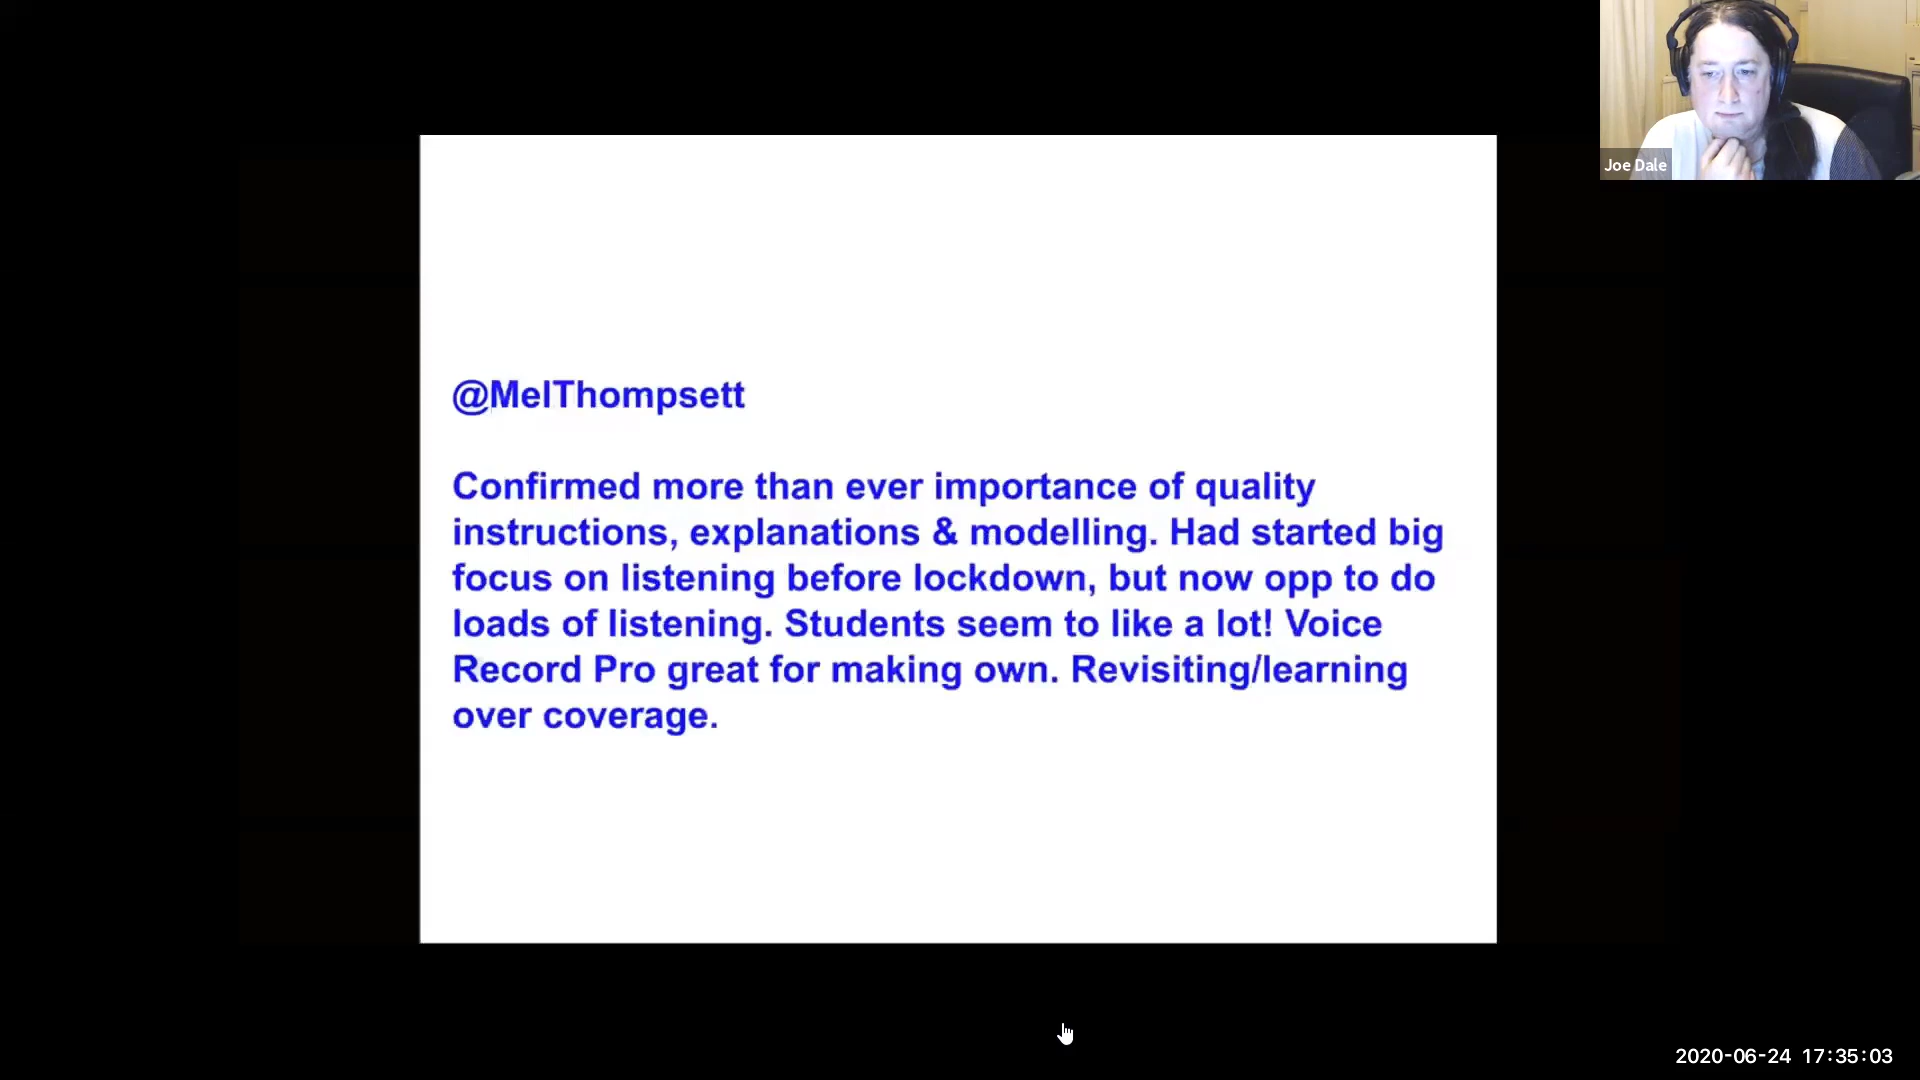 Joe Dale
@MelThompsett
Confirmed more than ever importance of quality
instructions, explanations & modelling. Had started big
focus on listening before lockdown, but now opp to do
loads of listening. Students seem to like a lot! Voice
Record Pro great for making own. Revisiting/learning
over coverage.
2020-06-24 17:35:03